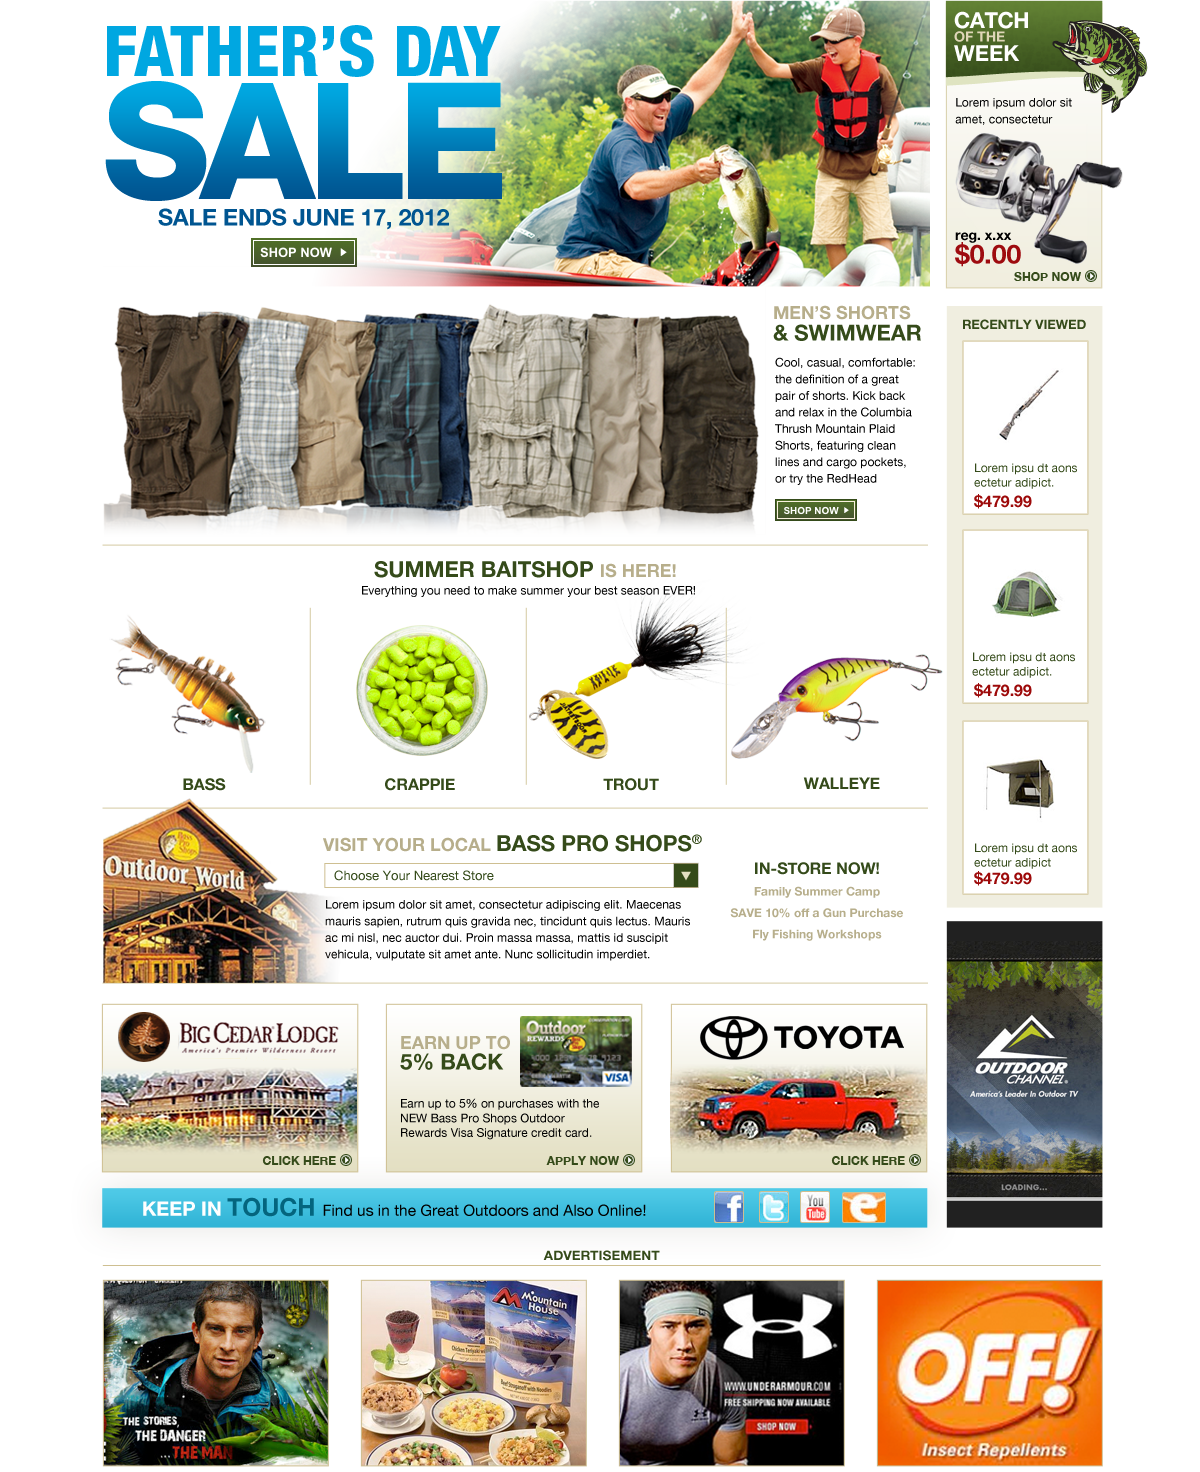 FATHER'S DAY
SALE
SALE ENDS JUNE 17, 2012
SHOP NOW
CATCH
OF THE
WEEK
Lorem ipsum dolor sit
amet, consectetur
reg. x.xx
$0.00
SHOP NOW
MEN'S SHORTS
& SWIMWEAR
Cool, casual, comfortable:
the definition of a great
pair of shorts. Kick back
and relax in the Columbia
Thrush Mountain Plaid
Shorts, featuring clean
lines and cargo pockets,
or try the RedHead
SHOP NOW
RECENTLY VIEWED
Lorem ipsu dt aons
ectetur adipict.
$479.99
Lorem ipsu dt aons
ectetur adipict.
$479.99
Lorem ipsu dt aons
ectetur adipict
$479.99
SUMMER BAITSHOP IS HERE!
Everything you need to make summer your best season EVER!
BASS
CRAPPIE
TROUT
WALLEYE
Bass Pro Shops
Outdoor World
VISIT YOUR LOCAL BASS PRO SHOPS®
Choose Your Nearest Store
Lorem ipsum dolor sit amet, consectetur adipiscing elit. Maecenas
mauris sapien, rutrum quis gravida nec, tincidunt quis lectus. Mauris
ac mi nisl, nec auctor dui. Proin massa massa, mattis id suscipit
vehicula, vulputate sit amet ante. Nunc sollicitudin imperdiet.
IN-STORE NOW!
Family Summer Camp
SAVE 10% off a Gun Purchase
Fly Fishing Workshops
BIG CEDAR LODGE
America's Premier Wilderness Resort
CLICK HERE
EARN UP TO
5% BACK
Outdoor
REWARDS
VISA
Earn up to 5% on purchases with the
NEW Bass Pro Shops Outdoor
Rewards Visa Signature credit card.
APPLY NOW
TOYOTA
CLICK HERE
OUTDOOR
CHANNEL
America's Leader In Outdoor TV
LOADING...
KEEP IN TOUCH Find us in the Great Outdoors and Also Online!
f
t
You
Tube
e
ADVERTISEMENT
THE STORIES,
THE DANGER
... THE MAN
Mountain
House
Chicken Teriyaki
Beef Stroganoff with Noodles
WWW.UNDERARMOUR.COM
FREE SHIPPING NOW AVAILABLE
SHOP NOW
OFF!
Insect Repellents